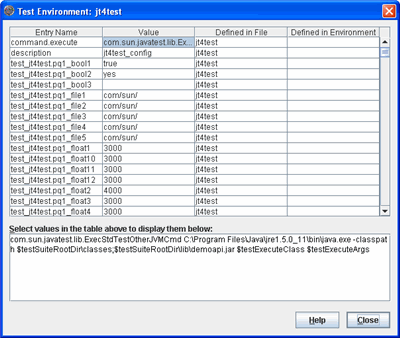 Test Environment: jt4test
Entry Name Value Defined in File Defined in Environment
command.execute com.sun.javatest.lib.Ex... jt4test
description jt4test_config jt4test
test_jt4test.pq1_bool1 true jt4test
test_jt4test.pq1_bool2 yes jt4test
test_jt4test.pq1_bool3 jt4test
test_jt4test.pq1_file1 com/sun/ jt4test
test_jt4test.pq1_file2 com/sun/ jt4test
test_jt4test.pq1_file3 com/sun/ jt4test
test_jt4test.pq1_file4 com/sun/ jt4test
test_jt4test.pq1_file5 com/sun/ jt4test
test_jt4test.pq1_float1 3000 jt4test
test_jt4test.pq1_float10 3000 jt4test
test_jt4test.pq1_float11 3000 jt4test
test_jt4test.pq1_float12 3000 jt4test
test_jt4test.pq1_float2 4000 jt4test
test_jt4test.pq1_float3 3000 jt4test
test_jt4test.pq1_float4 3000 jt4test
Select values in the table above to display them below:
com.sun.javatest.lib.ExecStdTestOtherJVMCmd C:\Program Files\Java\jre1.5.0_11\bin\java.exe -classpat
h $testSuiteRootDir\classes;$testSuiteRootDir\lib\demoapi.jar $testExecuteClass $testExecuteArgs
Help Close